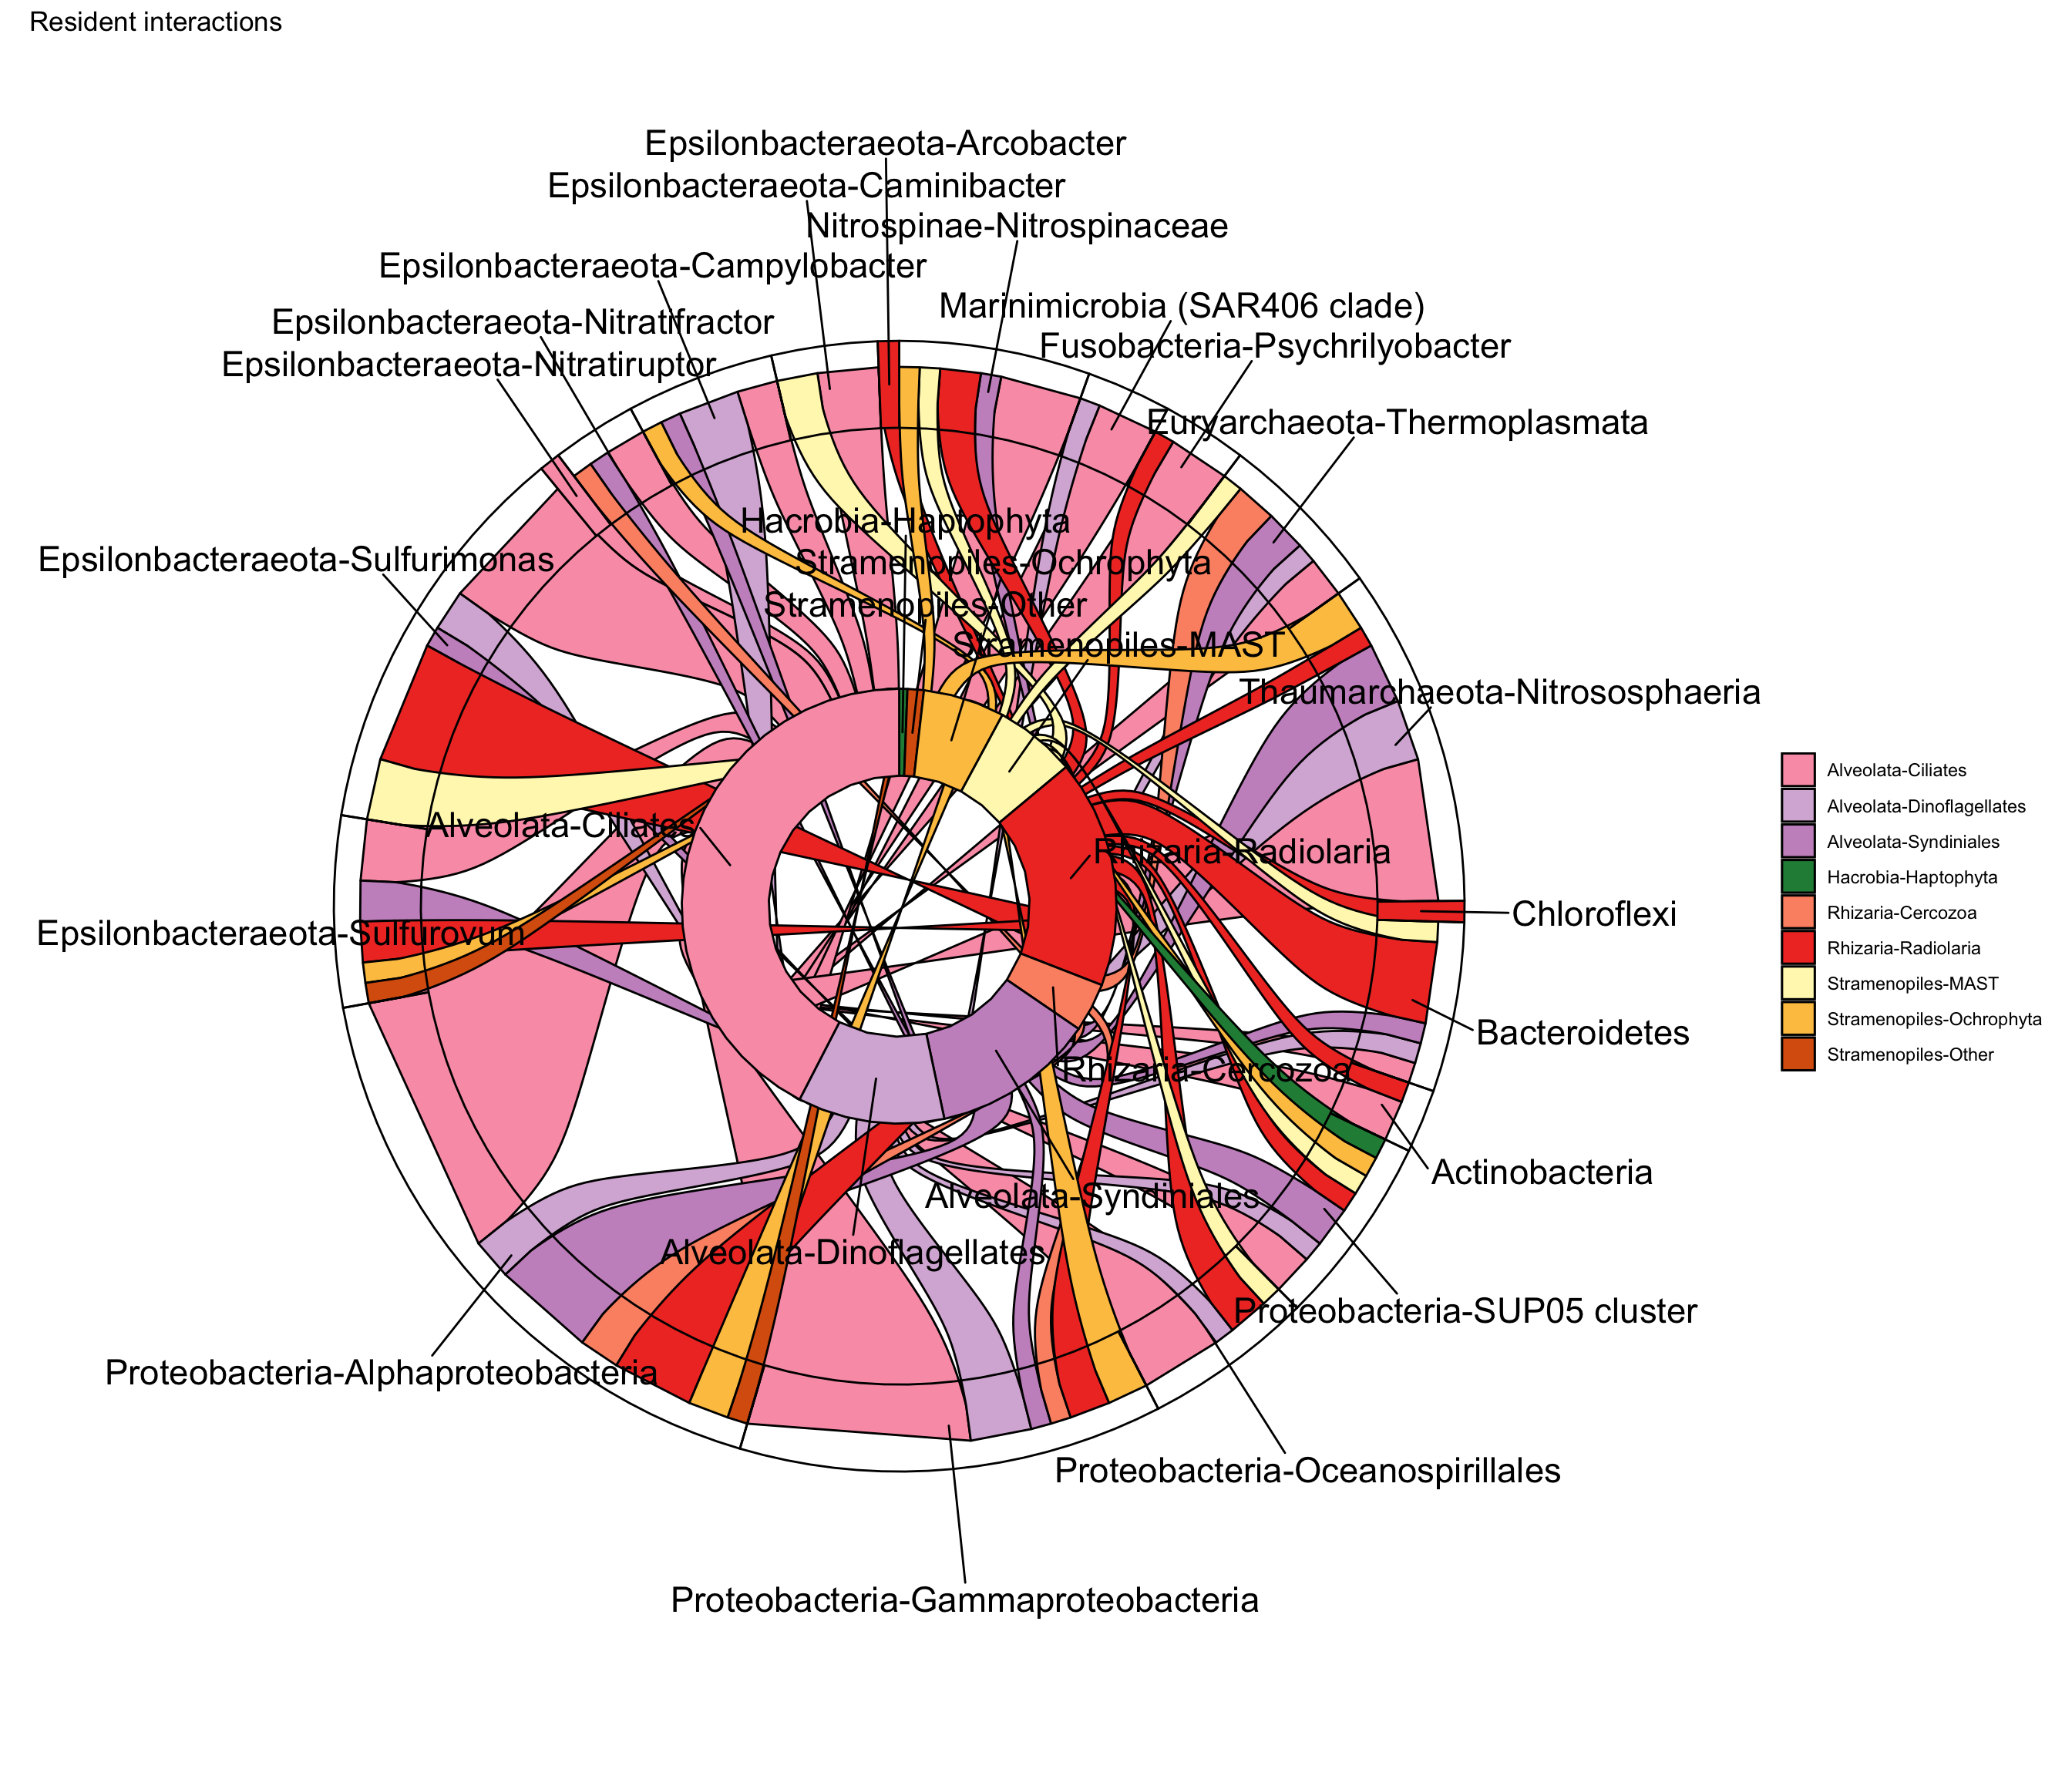 Resident interactions
Epsilonbacteraeota-Arcobacter
Epsilonbacteraeota-Caminibacter
Nitrospinae-Nitrospinaceae
Epsilonbacteraeota-Campylobacter
Marinimicrobia (SAR406 clade)
Epsilonbacteraeota-Nitratifractor
Fusobacteria-Psychrilyobacter
Epsilonbacteraeota-Nitratiruptor
Euryarchaeota-Thermoplasmata
Hacrobia-Haptophyta
Epsilonbacteraeota-Sulfurimonas
Stramenopiles-Ochrophyta
Stramenopiles-Other
Stramenopiles-MAST
Thaumarchaeota-Nitrososphaeria
Alveolata-Ciliates
Rhizaria-Radiolaria
Chloroflexi
Epsilonbacteraeota-Sulfurovum
Bacteroidetes
Rhizaria-Cercozoa
Actinobacteria
Alveolata-Syndiniales
Alveolata-Dinoflagellates
Proteobacteria-SUP05 cluster
Proteobacteria-Alphaproteobacteria
Proteobacteria-Oceanospirillales
Proteobacteria-Gammaproteobacteria
Alveolata-Ciliates
Alveolata-Dinoflagellates
Alveolata-Syndiniales
Hacrobia-Haptophyta
Rhizaria-Cercozoa
Rhizaria-Radiolaria
Stramenopiles-MAST
Stramenopiles-Ochrophyta
Stramenopiles-Other